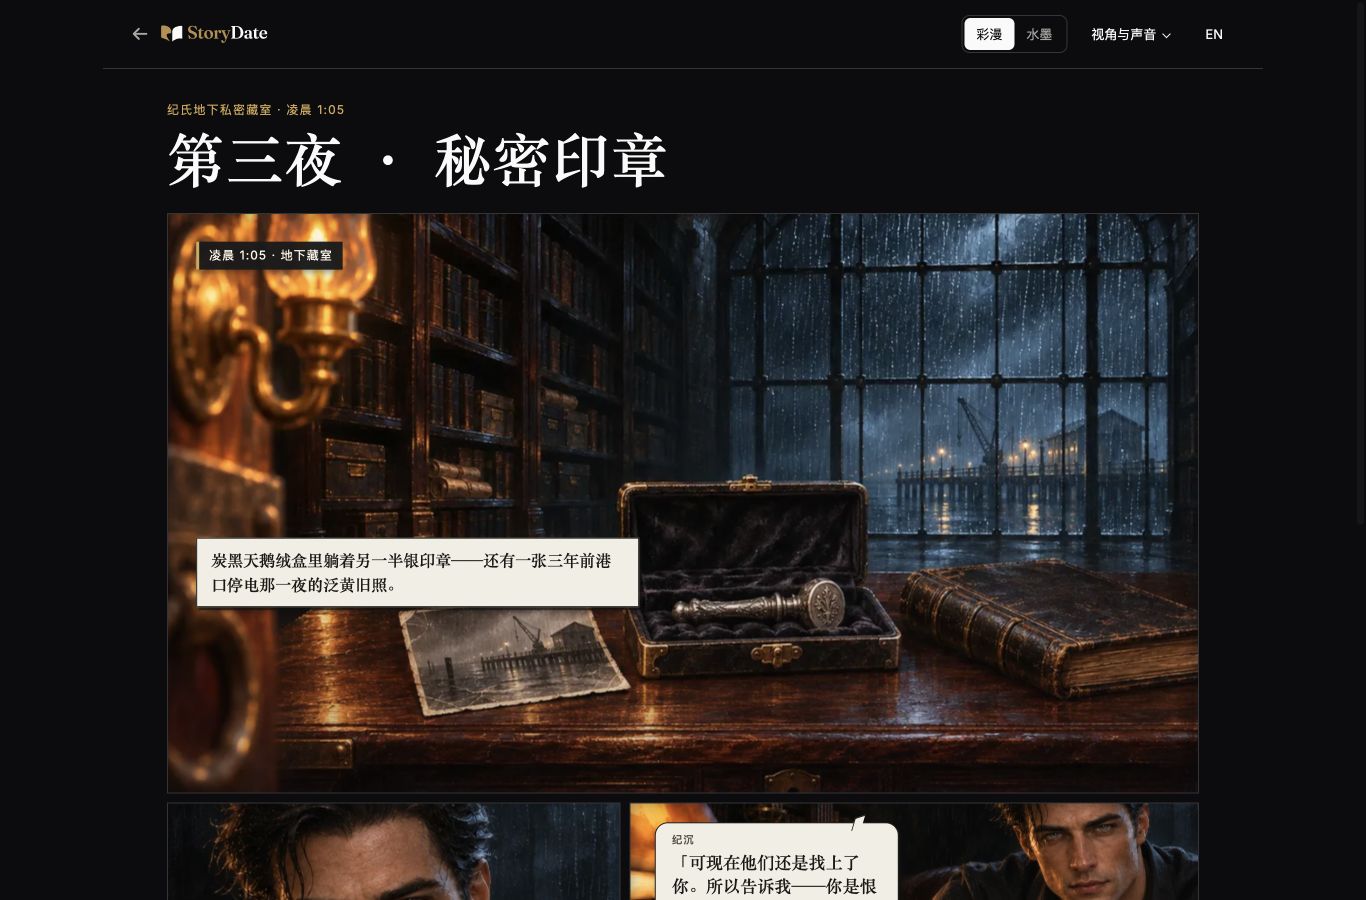 StoryDate
彩漫
水墨
视角与声音
EN
纪氏地下私密藏室 · 凌晨 1:05
第三夜 · 秘密印章
凌晨 1:05 · 地下藏室
炭黑天鹅绒盒里躺着另一半银印章——还有一张三年前港
口停电那一夜的泛黄旧照。
纪沉
「可现在他们还是找上了
你。所以告诉我——你是恨